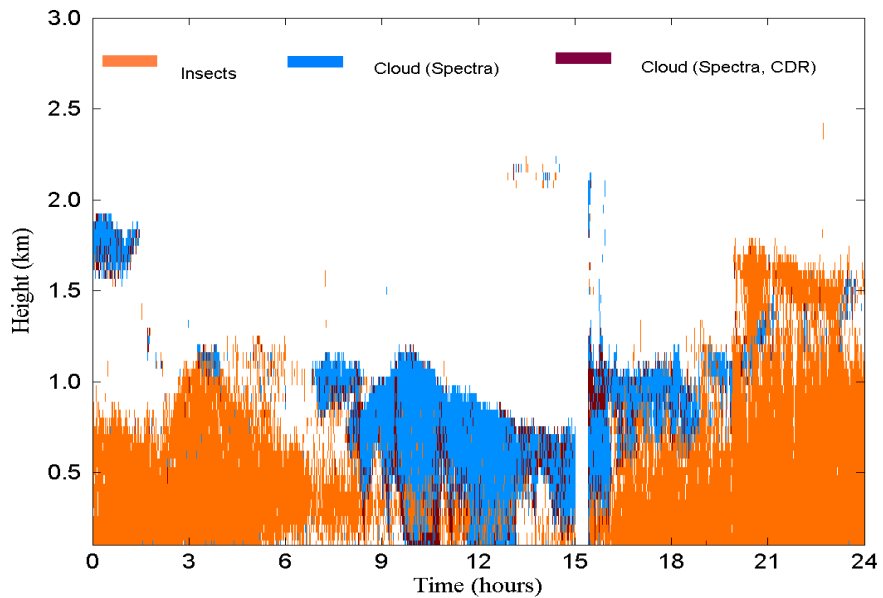 3.0
Insects
Cloud (Spectra)
Cloud (Spectra, CDR)
2.5
2.0
Height (km)
1.5
1.0
0.5
0 3 6 9 12 15 18 21 24
Time (hours)